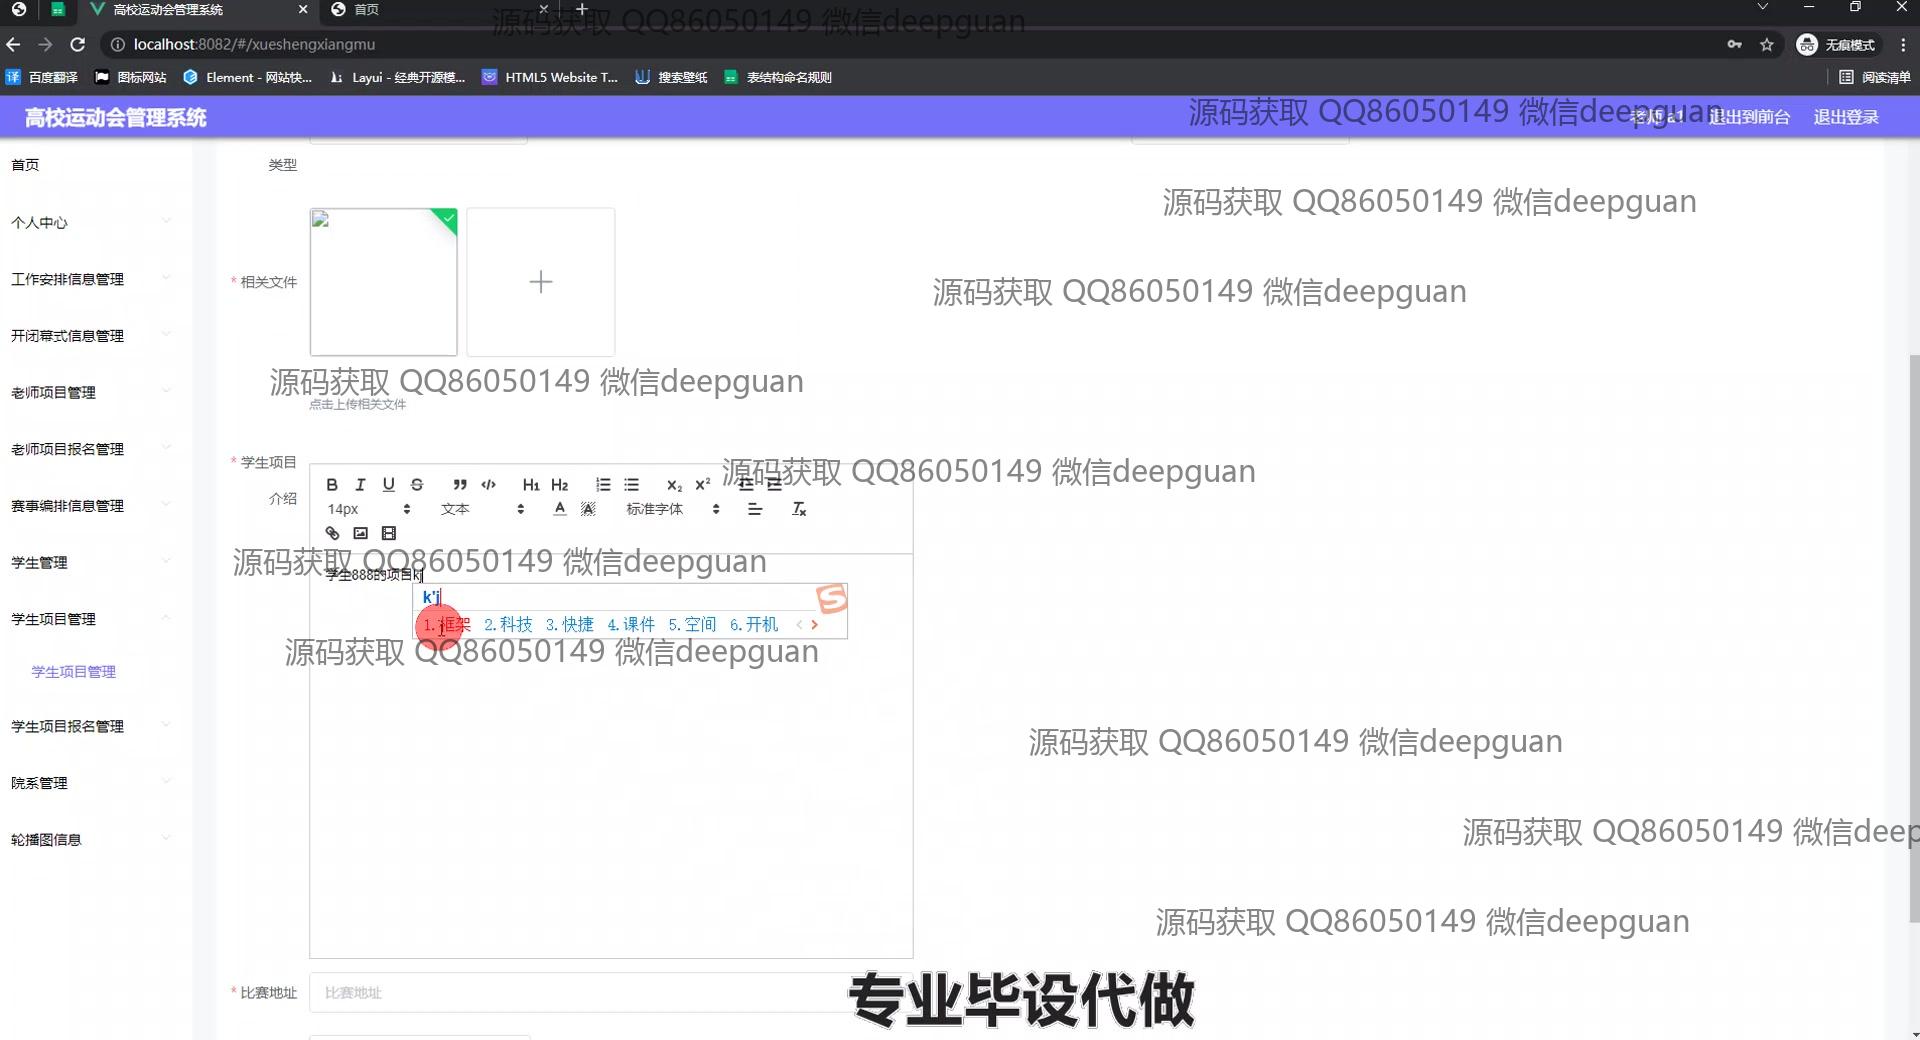 高校运动会管理系统
首页
源码获取 QQ86050149 微信deepguan
localhost:8082/#/xueshengxiangmu
无痕模式
百度翻译
图标网站
Element - 网站快...
Layui - 经典开源模...
HTML5 Website T...
搜索壁纸
表结构命名规则
阅读清单
高校运动会管理系统
源码获取 QQ86050149 微信deepguan
退出到前台
退出登录
首页
类型
个人中心
源码获取 QQ86050149 微信deepguan
工作安排信息管理
* 相关文件
源码获取 QQ86050149 微信deepguan
开闭幕式信息管理
老师项目管理
源码获取 QQ86050149 微信deepguan
点击上传相关文件
老师项目报名管理
* 学生项目
介绍
源码获取 QQ86050149 微信deepguan
B I U S H1 H2 X2 X2
14px 文本 A A 标准字体
赛事编排信息管理
源码获取 QQ86050149 微信deepguan
学生888的项目kj
学生管理
k'j
1.框架 2.科技 3.快捷 4.课件 5.空间 6.开机
学生项目管理
源码获取 QQ86050149 微信deepguan
学生项目管理
学生项目报名管理
源码获取 QQ86050149 微信deepguan
院系管理
轮播图信息
源码获取 QQ86050149 微信deep
源码获取 QQ86050149 微信deepguan
* 比赛地址
比赛地址
专业毕设代做